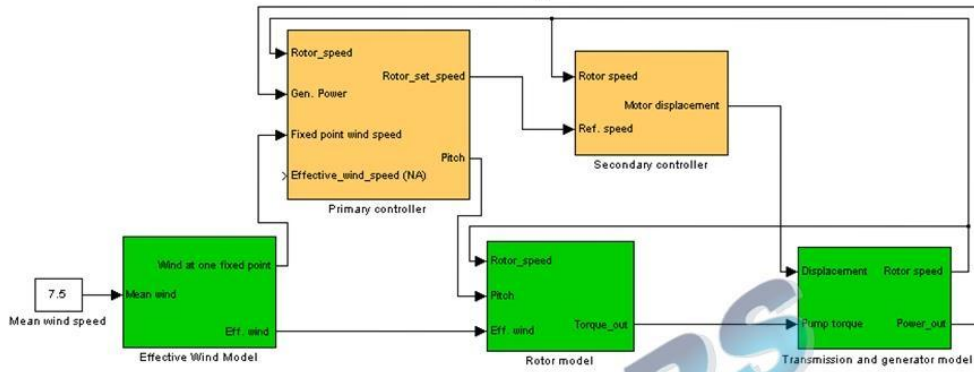 Rotor_speed
Gen. Power
Fixed point wind speed
Effective_wind_speed (NA)
Rotor_set_speed
Pitch
Primary controller
Rotor speed
Ref. speed
Motor displacement
Secondary controller
7.5
Mean wind speed
Wind at one fixed point
Mean wind
Eff. wind
Effective Wind Model
Rotor_speed
Pitch
Eff. wind
Torque_out
Rotor model
Displacement
Rotor speed
Pump torque
Power_out
Transmission and generator model